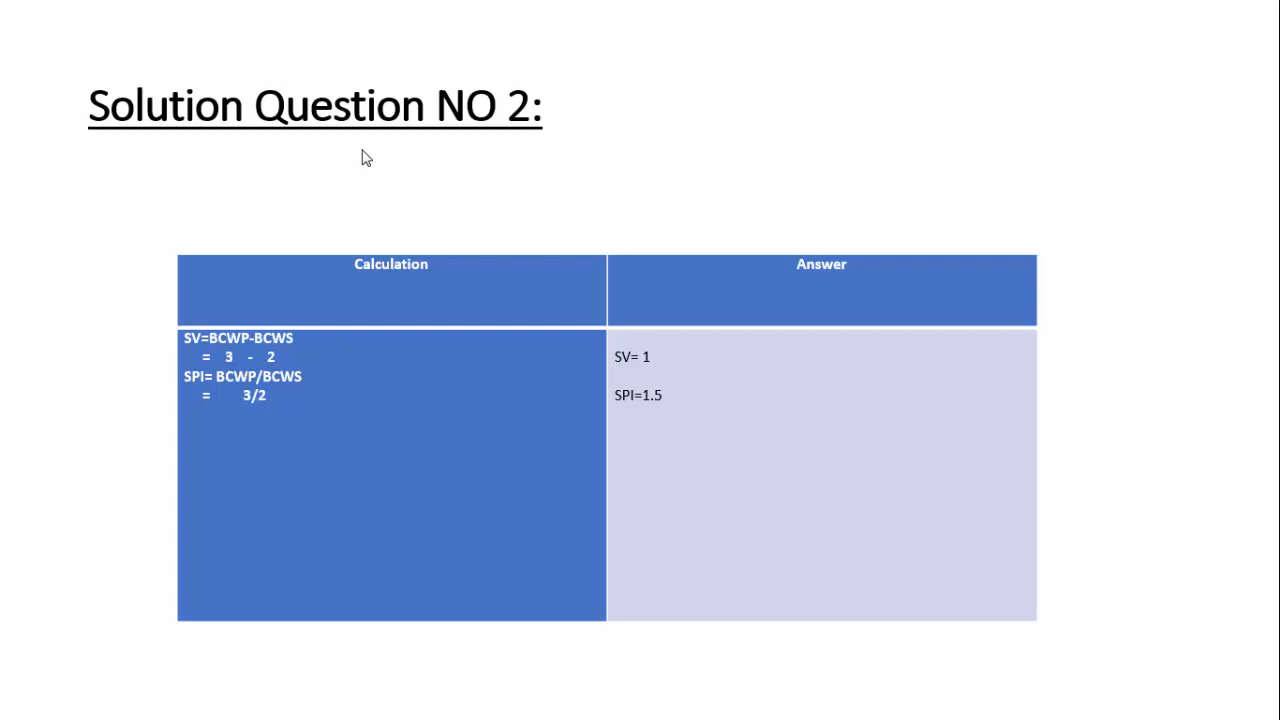 Solution Question NO 2:
Calculation
Answer
SV=BCWP-BCWS
= 3 - 2
SPI= BCWP/BCWS
= 3/2
SV= 1
SPI=1.5